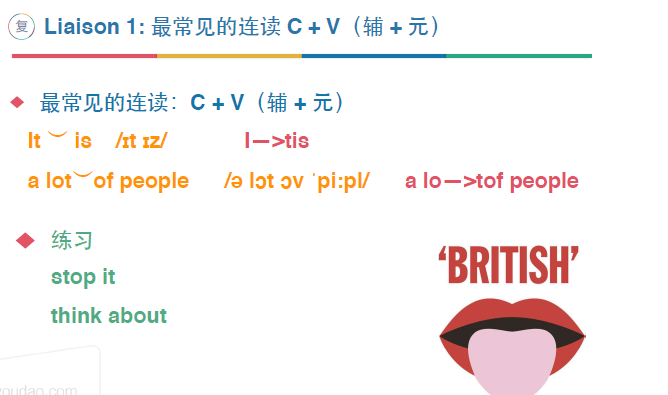 复 Liaison 1: 最常见的连读 C + V（辅 + 元）
最常见的连读：C + V（辅 + 元）
It ‿ is /ɪt ɪz/ I—>tis
a lot‿of people /ə lɔt ɔv ˈpi:pl/ a lo—>tof people
练习
stop it
think about
‘BRITISH’
oudao.com